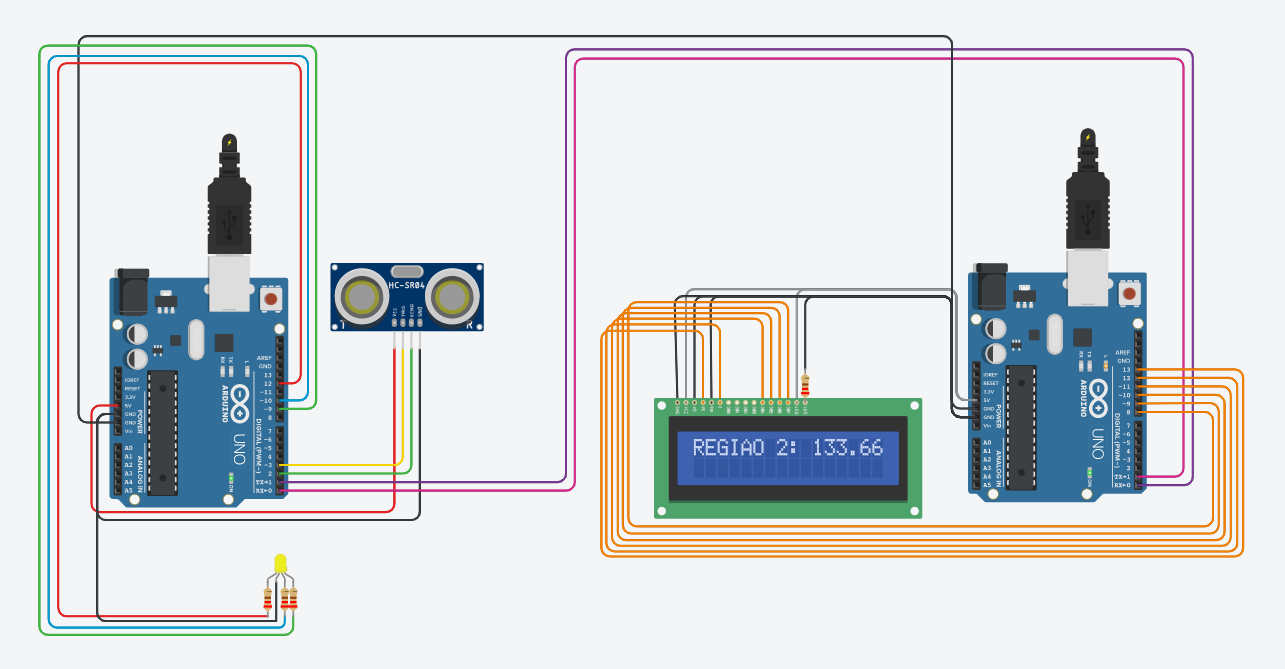 HC-SR04
T
R
AREF
GND
13
12
~11
~10
~9
8
7
~6
~5
4
~3
2
TX→1
RX←0
IOREF
RESET
3.3V
5V
GND
GND
Vin
A0
A1
A2
A3
A4
A5
POWER
ANALOG IN
DIGITAL (PWM~)
ARDUINO
UNO
RX
TX
L
ON
REGIAO 2: 133.66
AREF
GND
13
12
~11
~10
~9
8
7
~6
~5
4
~3
2
TX→1
RX←0
IOREF
RESET
3.3V
5V
GND
GND
Vin
A0
A1
A2
A3
A4
A5
POWER
ANALOG IN
DIGITAL (PWM~)
ARDUINO
UNO
RX
TX
L
ON